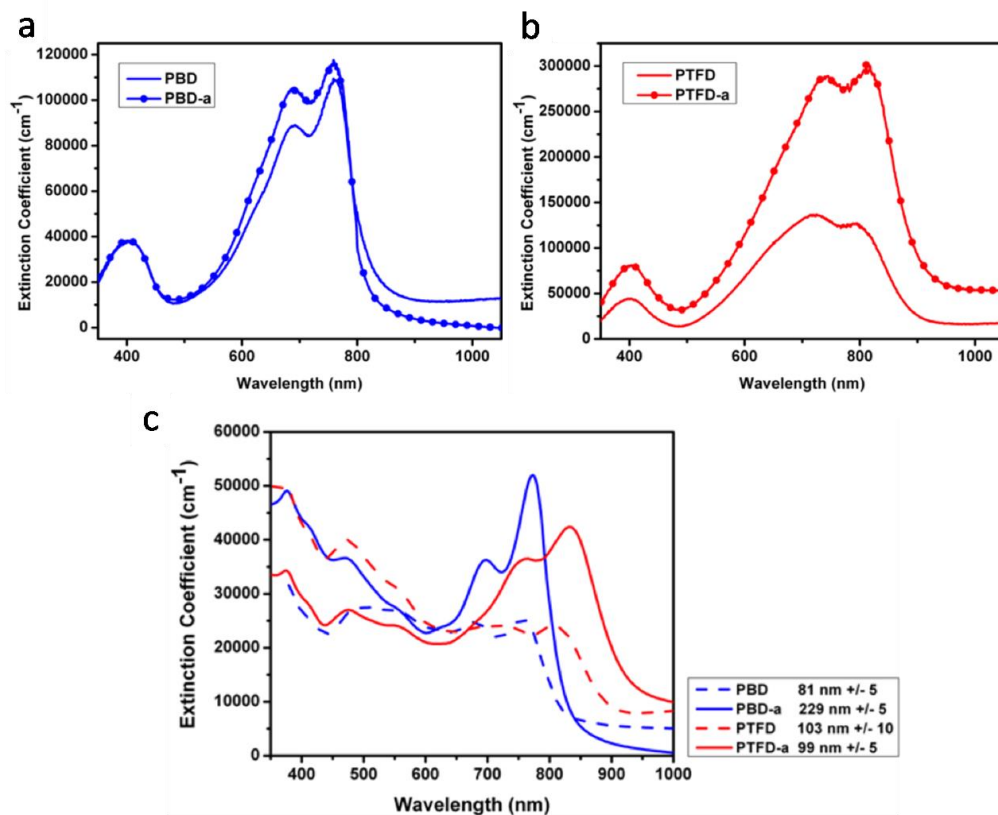 a
120000
100000
80000
60000
40000
20000
0
PBD
PBD-a
Extinction Coefficient (cm⁻¹)
400 600 800 1000
Wavelength (nm)
b
300000
250000
200000
150000
100000
50000
0
PTFD
PTFD-a
Extinction Coefficient (cm⁻¹)
400 600 800 1000
Wavelength (nm)
c
60000
50000
40000
30000
20000
10000
0
Extinction Coefficient (cm⁻¹)
400 500 600 700 800 900 1000
Wavelength (nm)
PBD 81 nm +/- 5
PBD-a 229 nm +/- 5
PTFD 103 nm +/- 10
PTFD-a 99 nm +/- 5